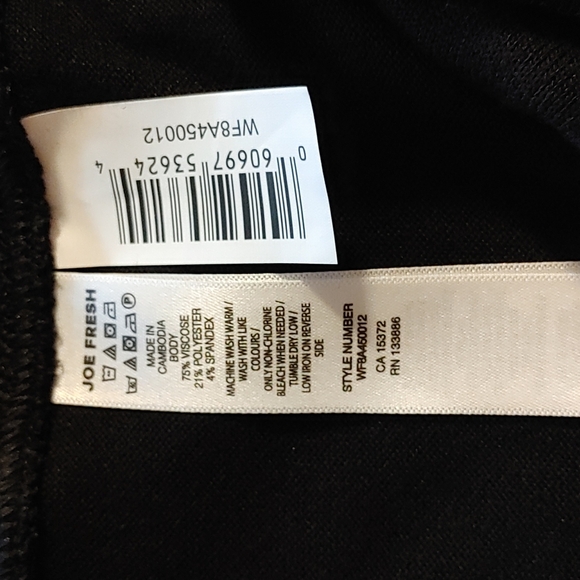 WF8A450012
0 60697 53624 4
JOE FRESH
MADE IN
CAMBODIA
BODY
75% VISCOSE
21% POLYESTER
4% SPANDEX
MACHINE WASH WARM /
WASH WITH LIKE
COLOURS /
ONLY NON-CHLORINE
BLEACH WHEN NEEDED /
TUMBLE DRY LOW /
LOW IRON ON REVERSE
SIDE
STYLE NUMBER
WF8A450012
CA 15372
RN 133886